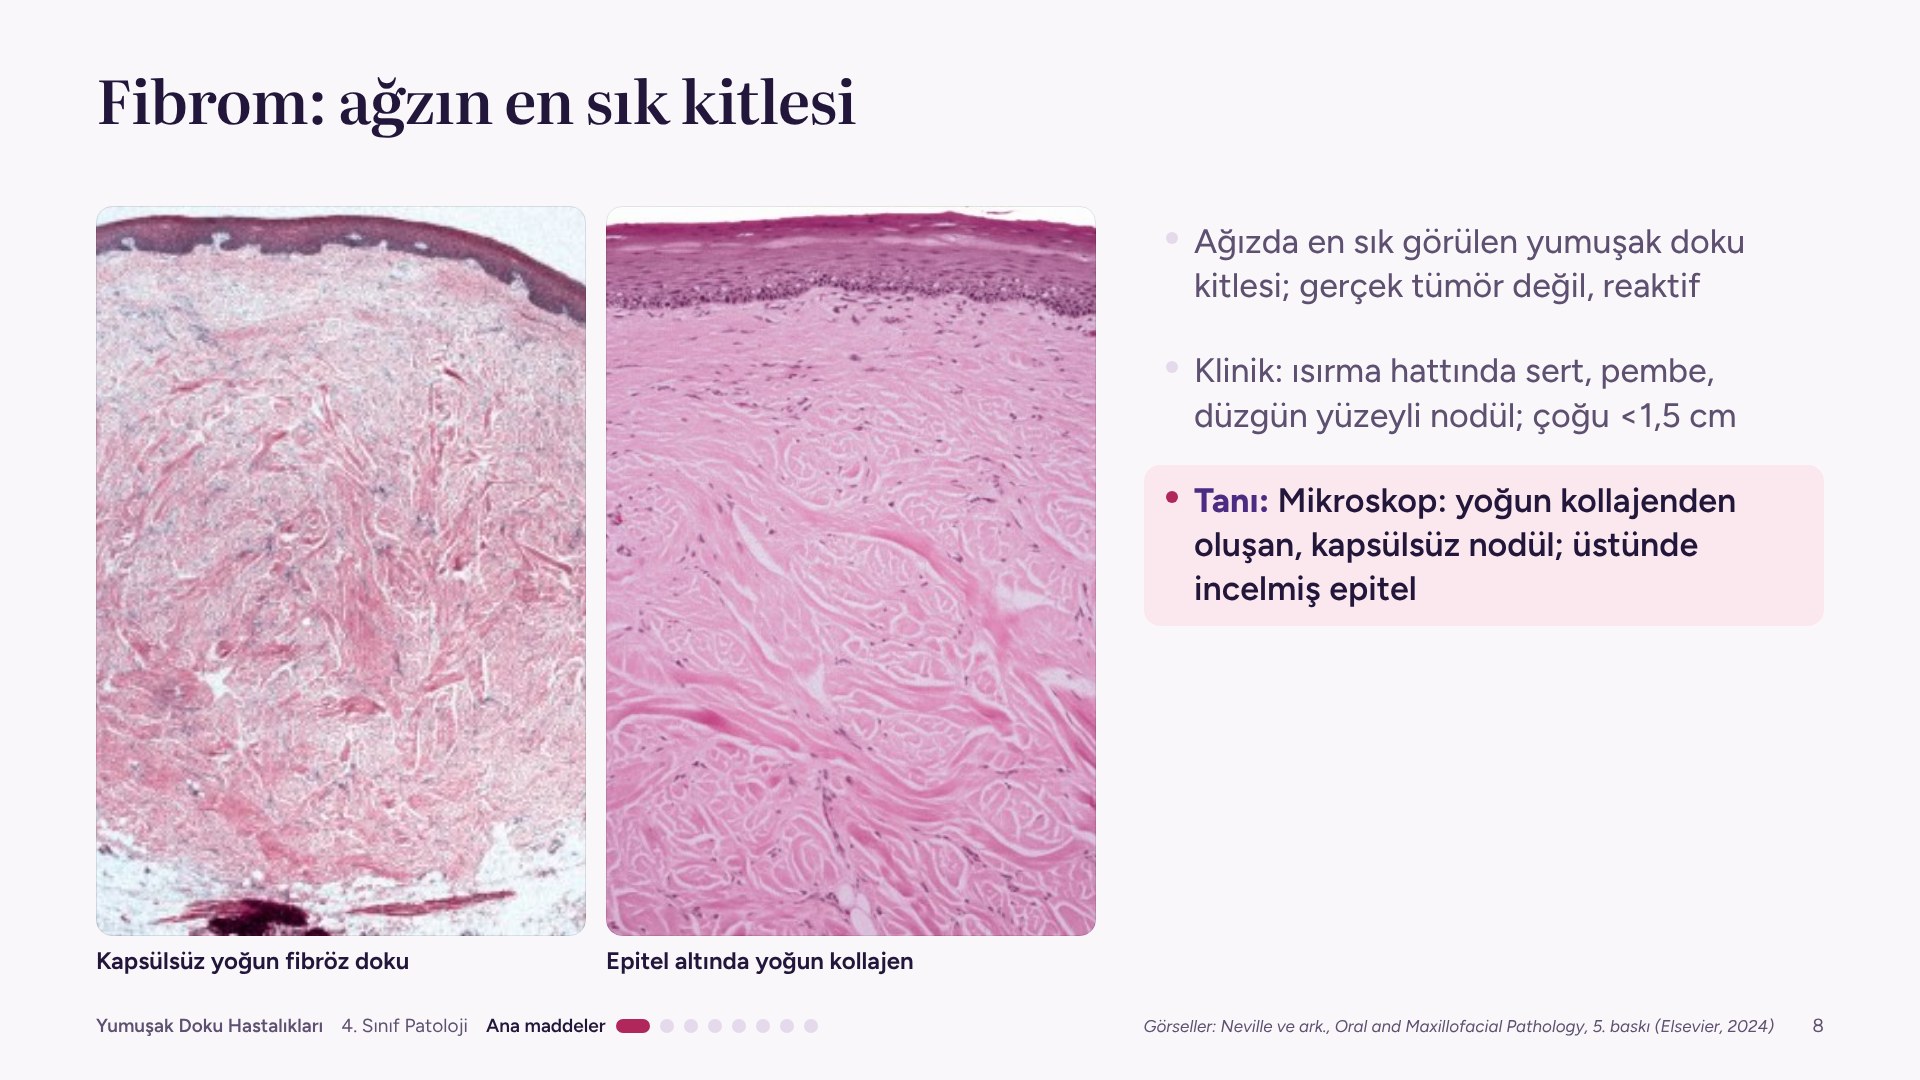 Fibrom: ağzın en sık kitlesi
Ağızda en sık görülen yumuşak doku
kitlesi; gerçek tümör değil, reaktif
Klinik: ısırma hattında sert, pembe,
düzgün yüzeyli nodül; çoğu <1,5 cm
Tanı: Mikroskop: yoğun kollajenden
oluşan, kapsülsüz nodül; üstünde
incelmiş epitel
Kapsülsüz yoğun fibröz doku
Epitel altında yoğun kollajen
Yumuşak Doku Hastalıkları 4. Sınıf Patoloji Ana maddeler
Görseller: Neville ve ark., Oral and Maxillofacial Pathology, 5. baskı (Elsevier, 2024) 8